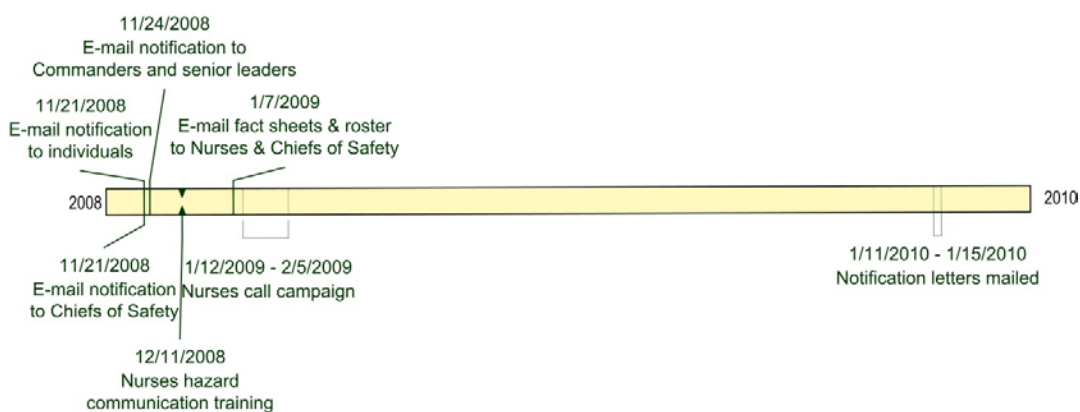 11/24/2008
E-mail notification to
Commanders and senior leaders
11/21/2008
E-mail notification
to individuals
1/7/2009
E-mail fact sheets & roster
to Nurses & Chiefs of Safety
2008
2010
11/21/2008
E-mail notification
to Chiefs of Safety
1/12/2009 - 2/5/2009
Nurses call campaign
1/11/2010 - 1/15/2010
Notification letters mailed
12/11/2008
Nurses hazard
communication training